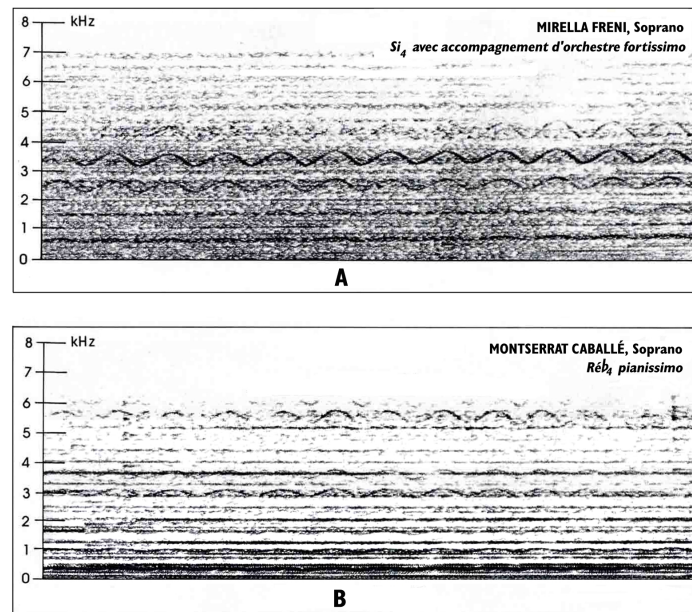 8 kHz
MIRELLA FRENI, Soprano
7
Si4 avec accompagnement d'orchestre fortissimo
6
5
4
3
2
1
0
A
8 kHz
MONTSERRAT CABALLÉ, Soprano
7
Réb4 pianissimo
6
5
4
3
2
1
0
B